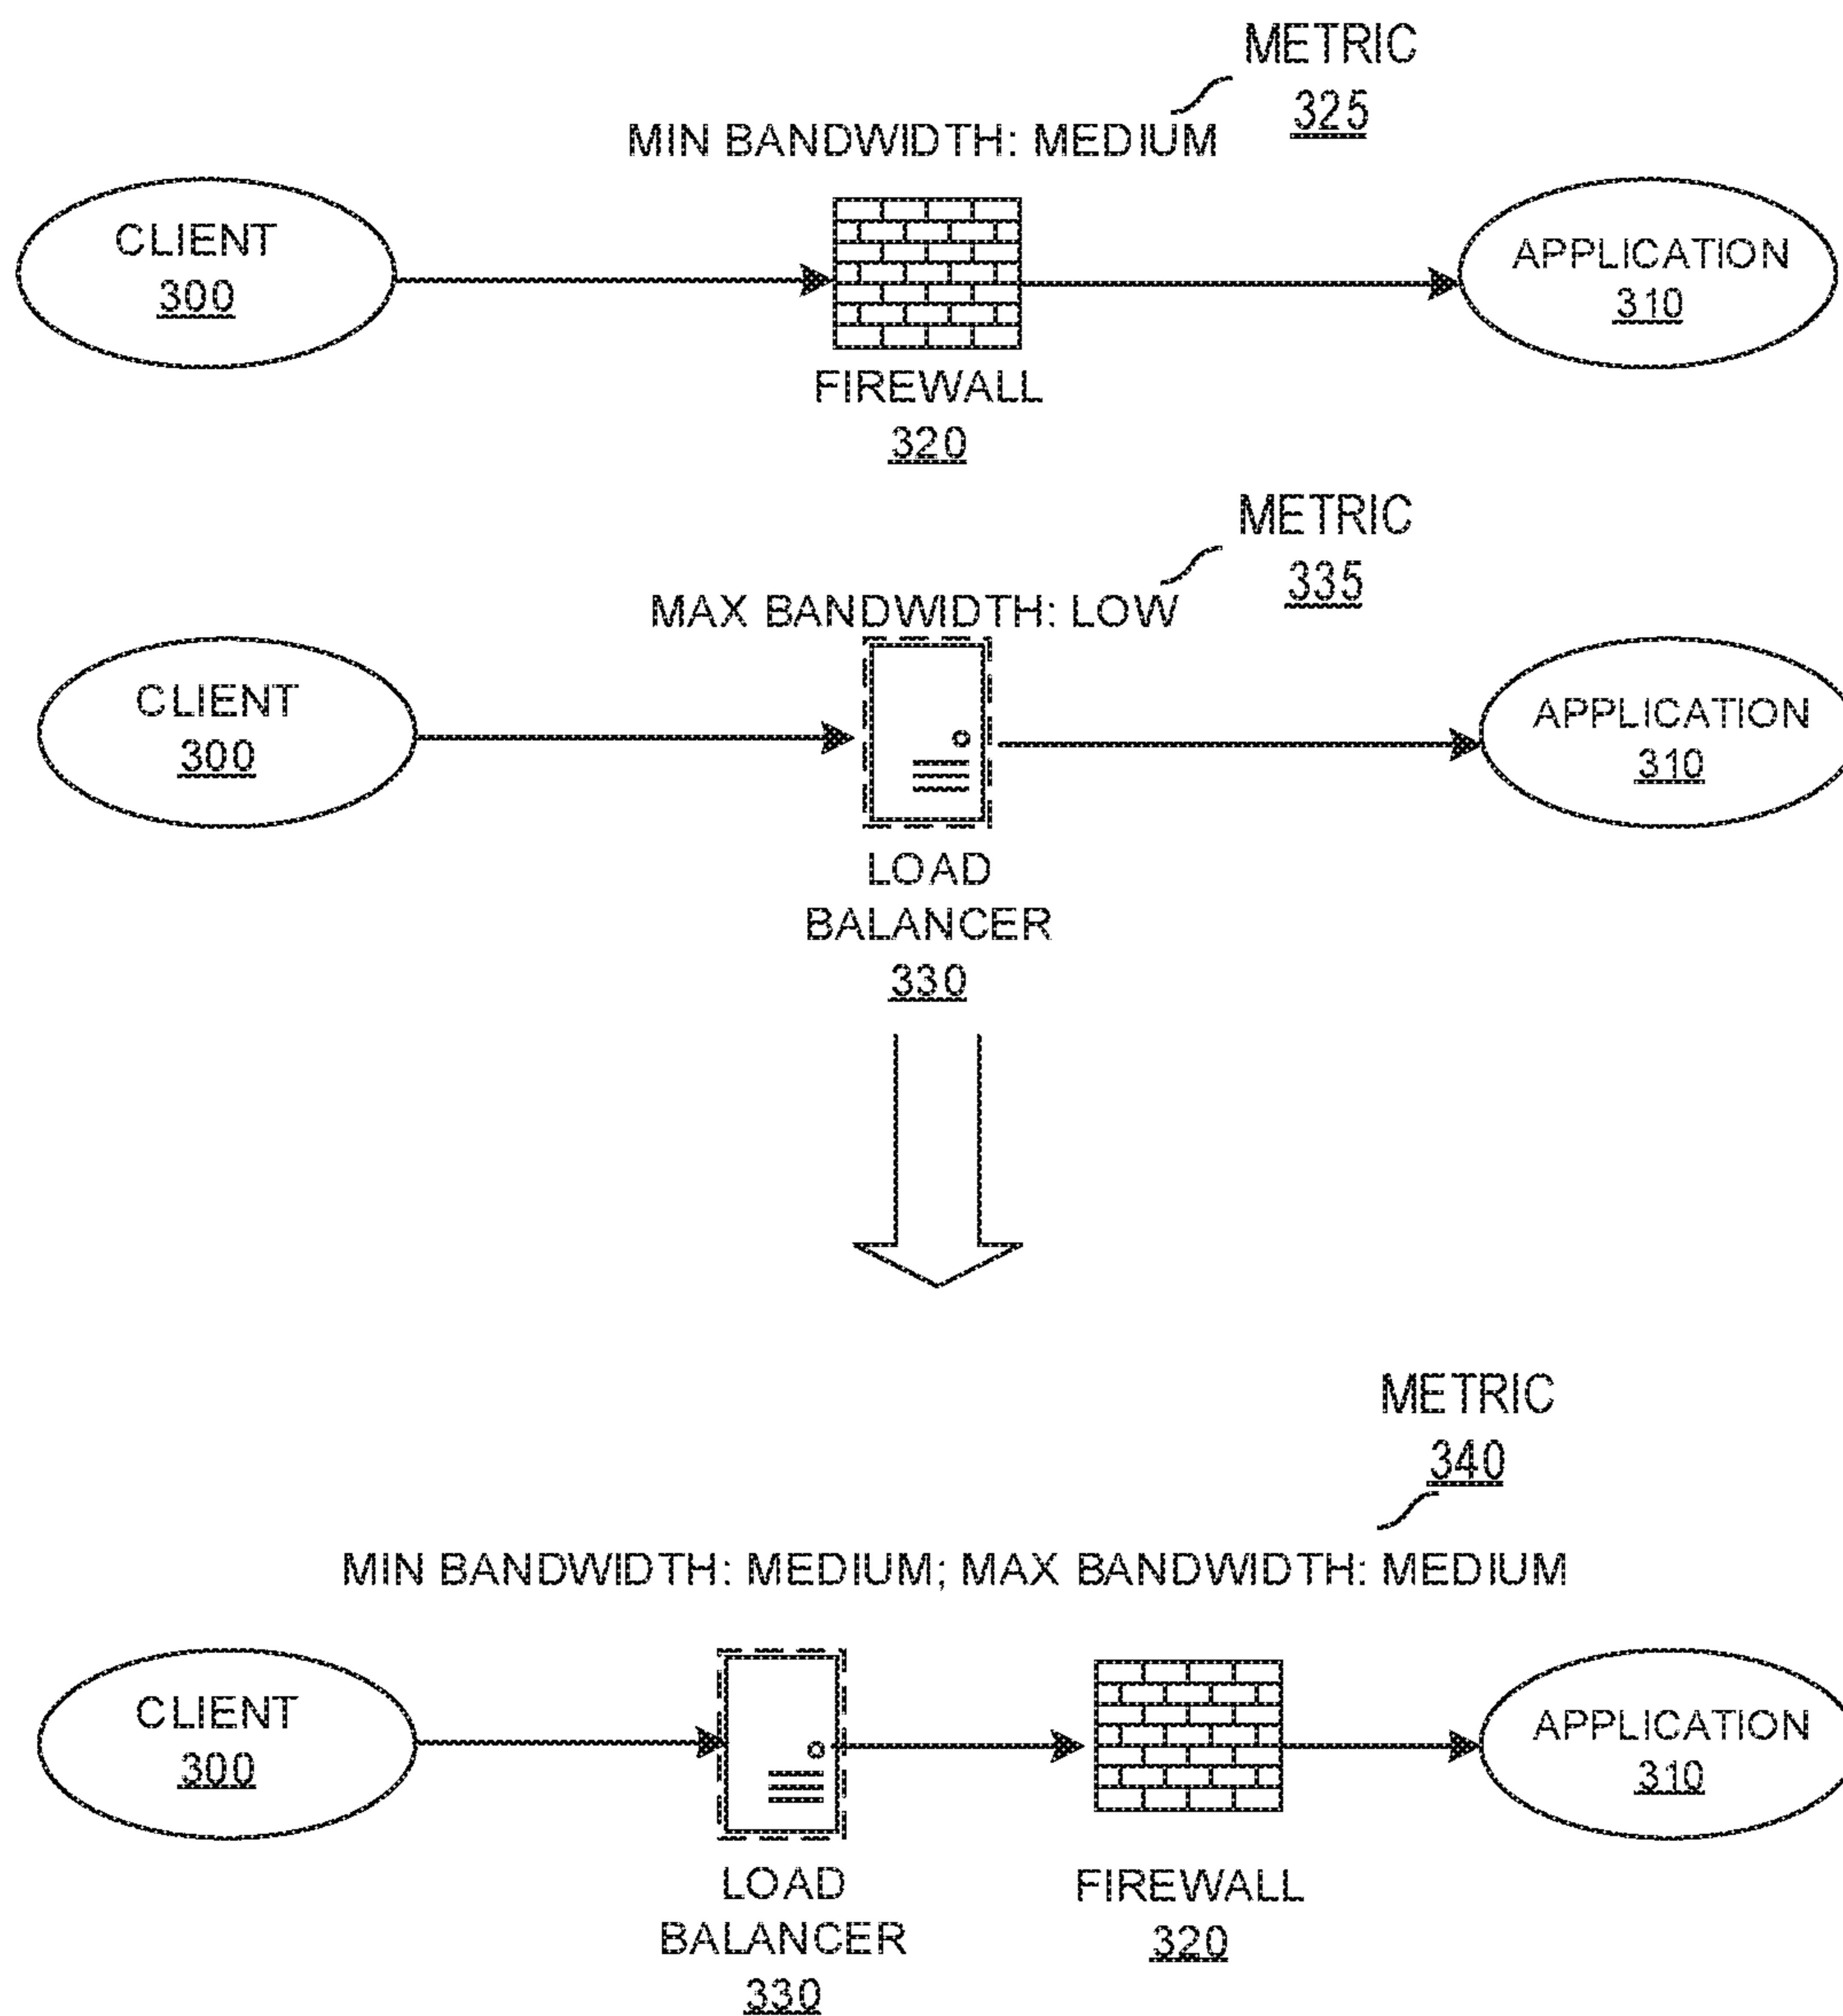 METRIC
325
MIN BANDWIDTH: MEDIUM
CLIENT
300
APPLICATION
310
FIREWALL
320
METRIC
335
MAX BANDWIDTH: LOW
CLIENT
300
APPLICATION
310
LOAD
BALANCER
330
METRIC
340
MIN BANDWIDTH: MEDIUM; MAX BANDWIDTH: MEDIUM
CLIENT
300
APPLICATION
310
LOAD
BALANCER
330
FIREWALL
320